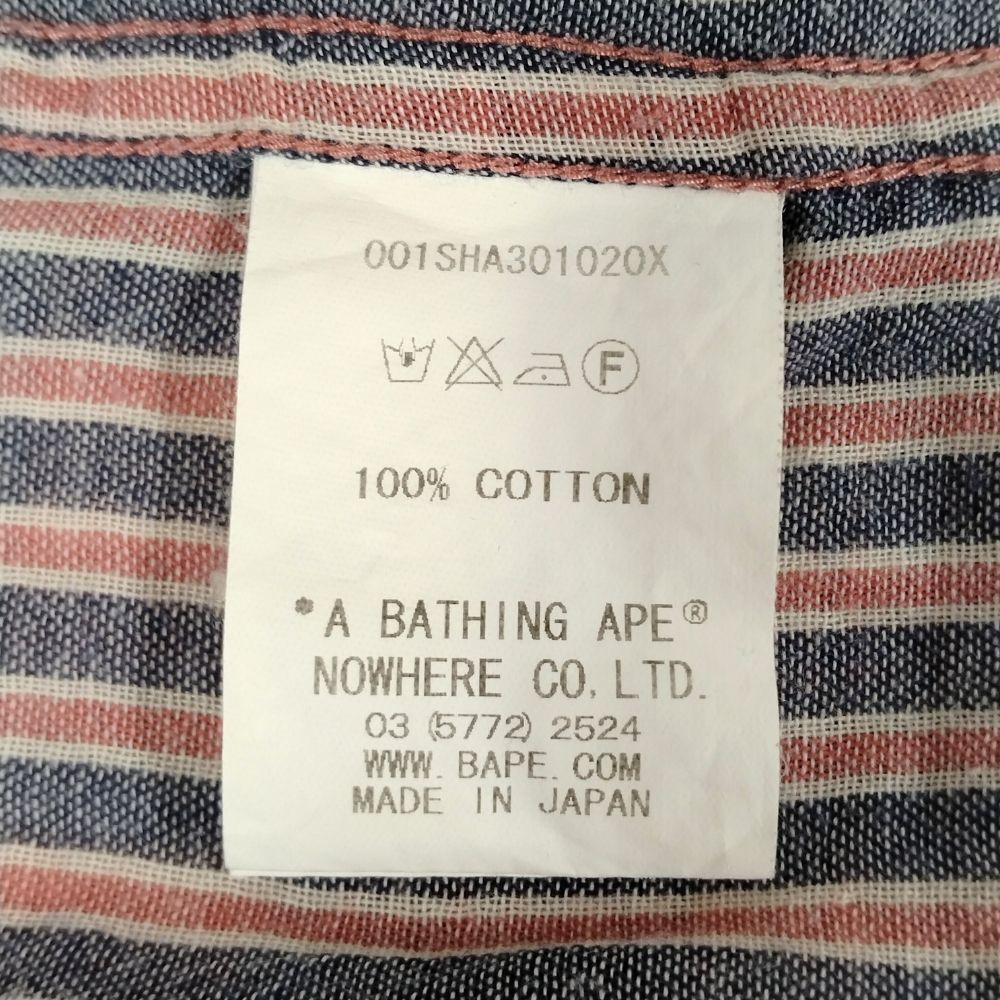 001SHA301020X
F
100% COTTON
*A BATHING APE®
NOWHERE CO, LTD.
03 (5772) 2524
WWW. BAPE. COM
MADE IN JAPAN